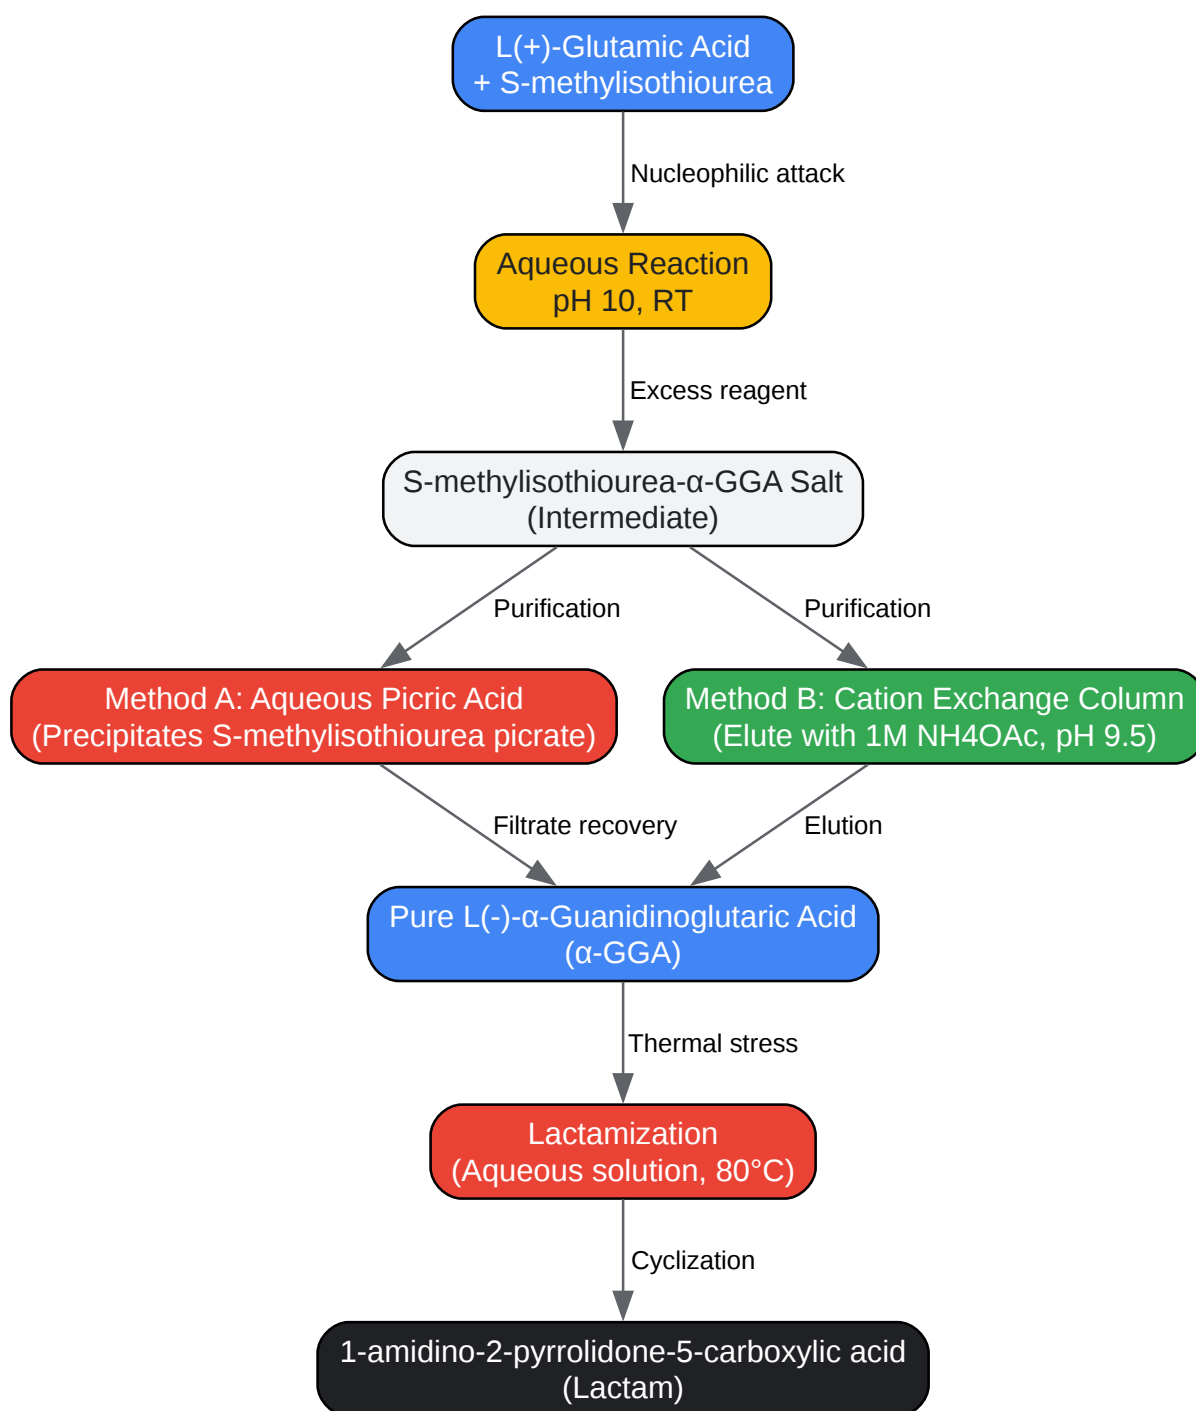 L(+)-Glutamic Acid
+ S-methylisothiourea
Nucleophilic attack
Aqueous Reaction
pH 10, RT
Excess reagent
S-methylisothiourea-α-GGA Salt
(Intermediate)
Purification
Purification
Method A: Aqueous Picric Acid
(Precipitates S-methylisothiourea picrate)
Method B: Cation Exchange Column
(Elute with 1M NH4OAc, pH 9.5)
Filtrate recovery
Elution
Pure L(-)-α-Guanidinoglutaric Acid
(α-GGA)
Thermal stress
Lactamization
(Aqueous solution, 80°C)
Cyclization
1-amidino-2-pyrrolidone-5-carboxylic acid
(Lactam)